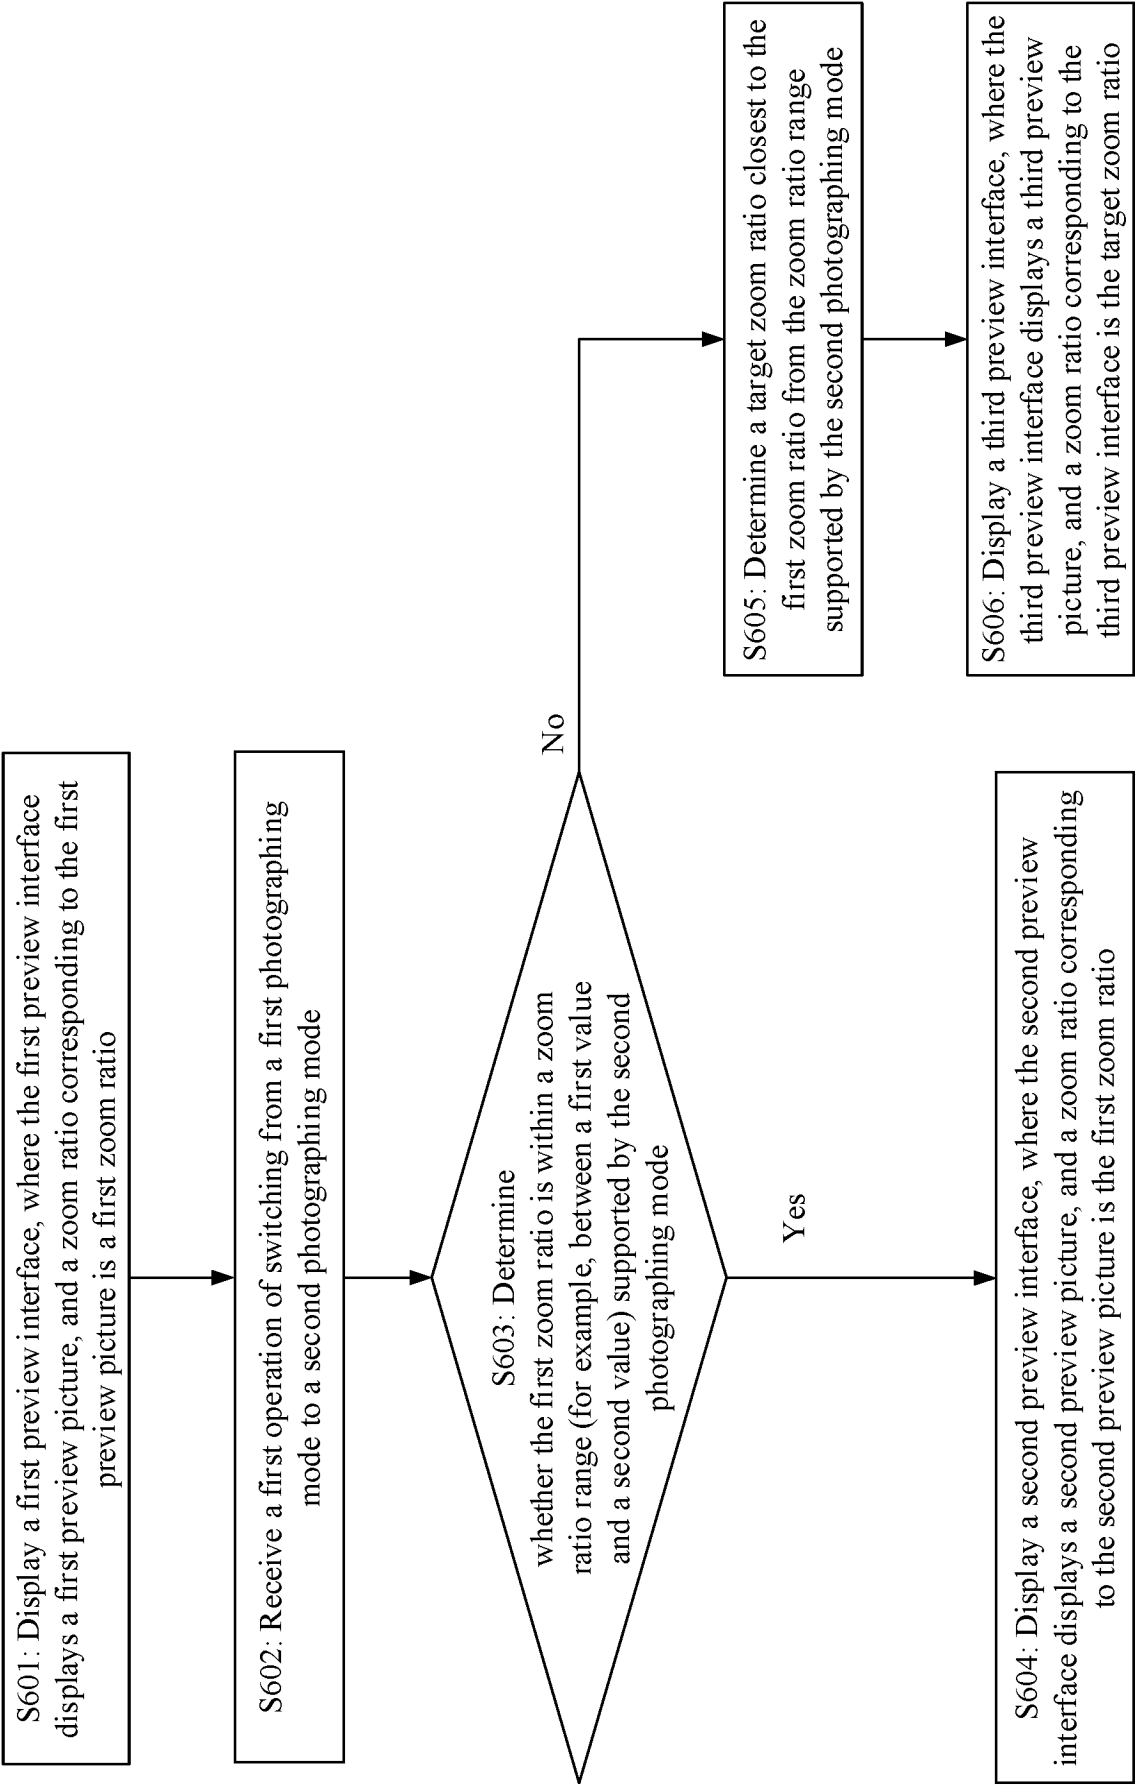 S601: Display a first preview interface, where the first preview interface
displays a first preview picture, and a zoom ratio corresponding to the first
preview picture is a first zoom ratio
S602: Receive a first operation of switching from a first photographing
mode to a second photographing mode
S603: Determine
whether the first zoom ratio is within a zoom
ratio range (for example, between a first value
and a second value) supported by the second
photographing mode
No
Yes
S605: Determine a target zoom ratio closest to the
first zoom ratio from the zoom ratio range
supported by the second photographing mode
S606: Display a third preview interface, where the
third preview interface displays a third preview
picture, and a zoom ratio corresponding to the
third preview interface is the target zoom ratio
S604: Display a second preview interface, where the second preview
interface displays a second preview picture, and a zoom ratio corresponding
to the second preview picture is the first zoom ratio